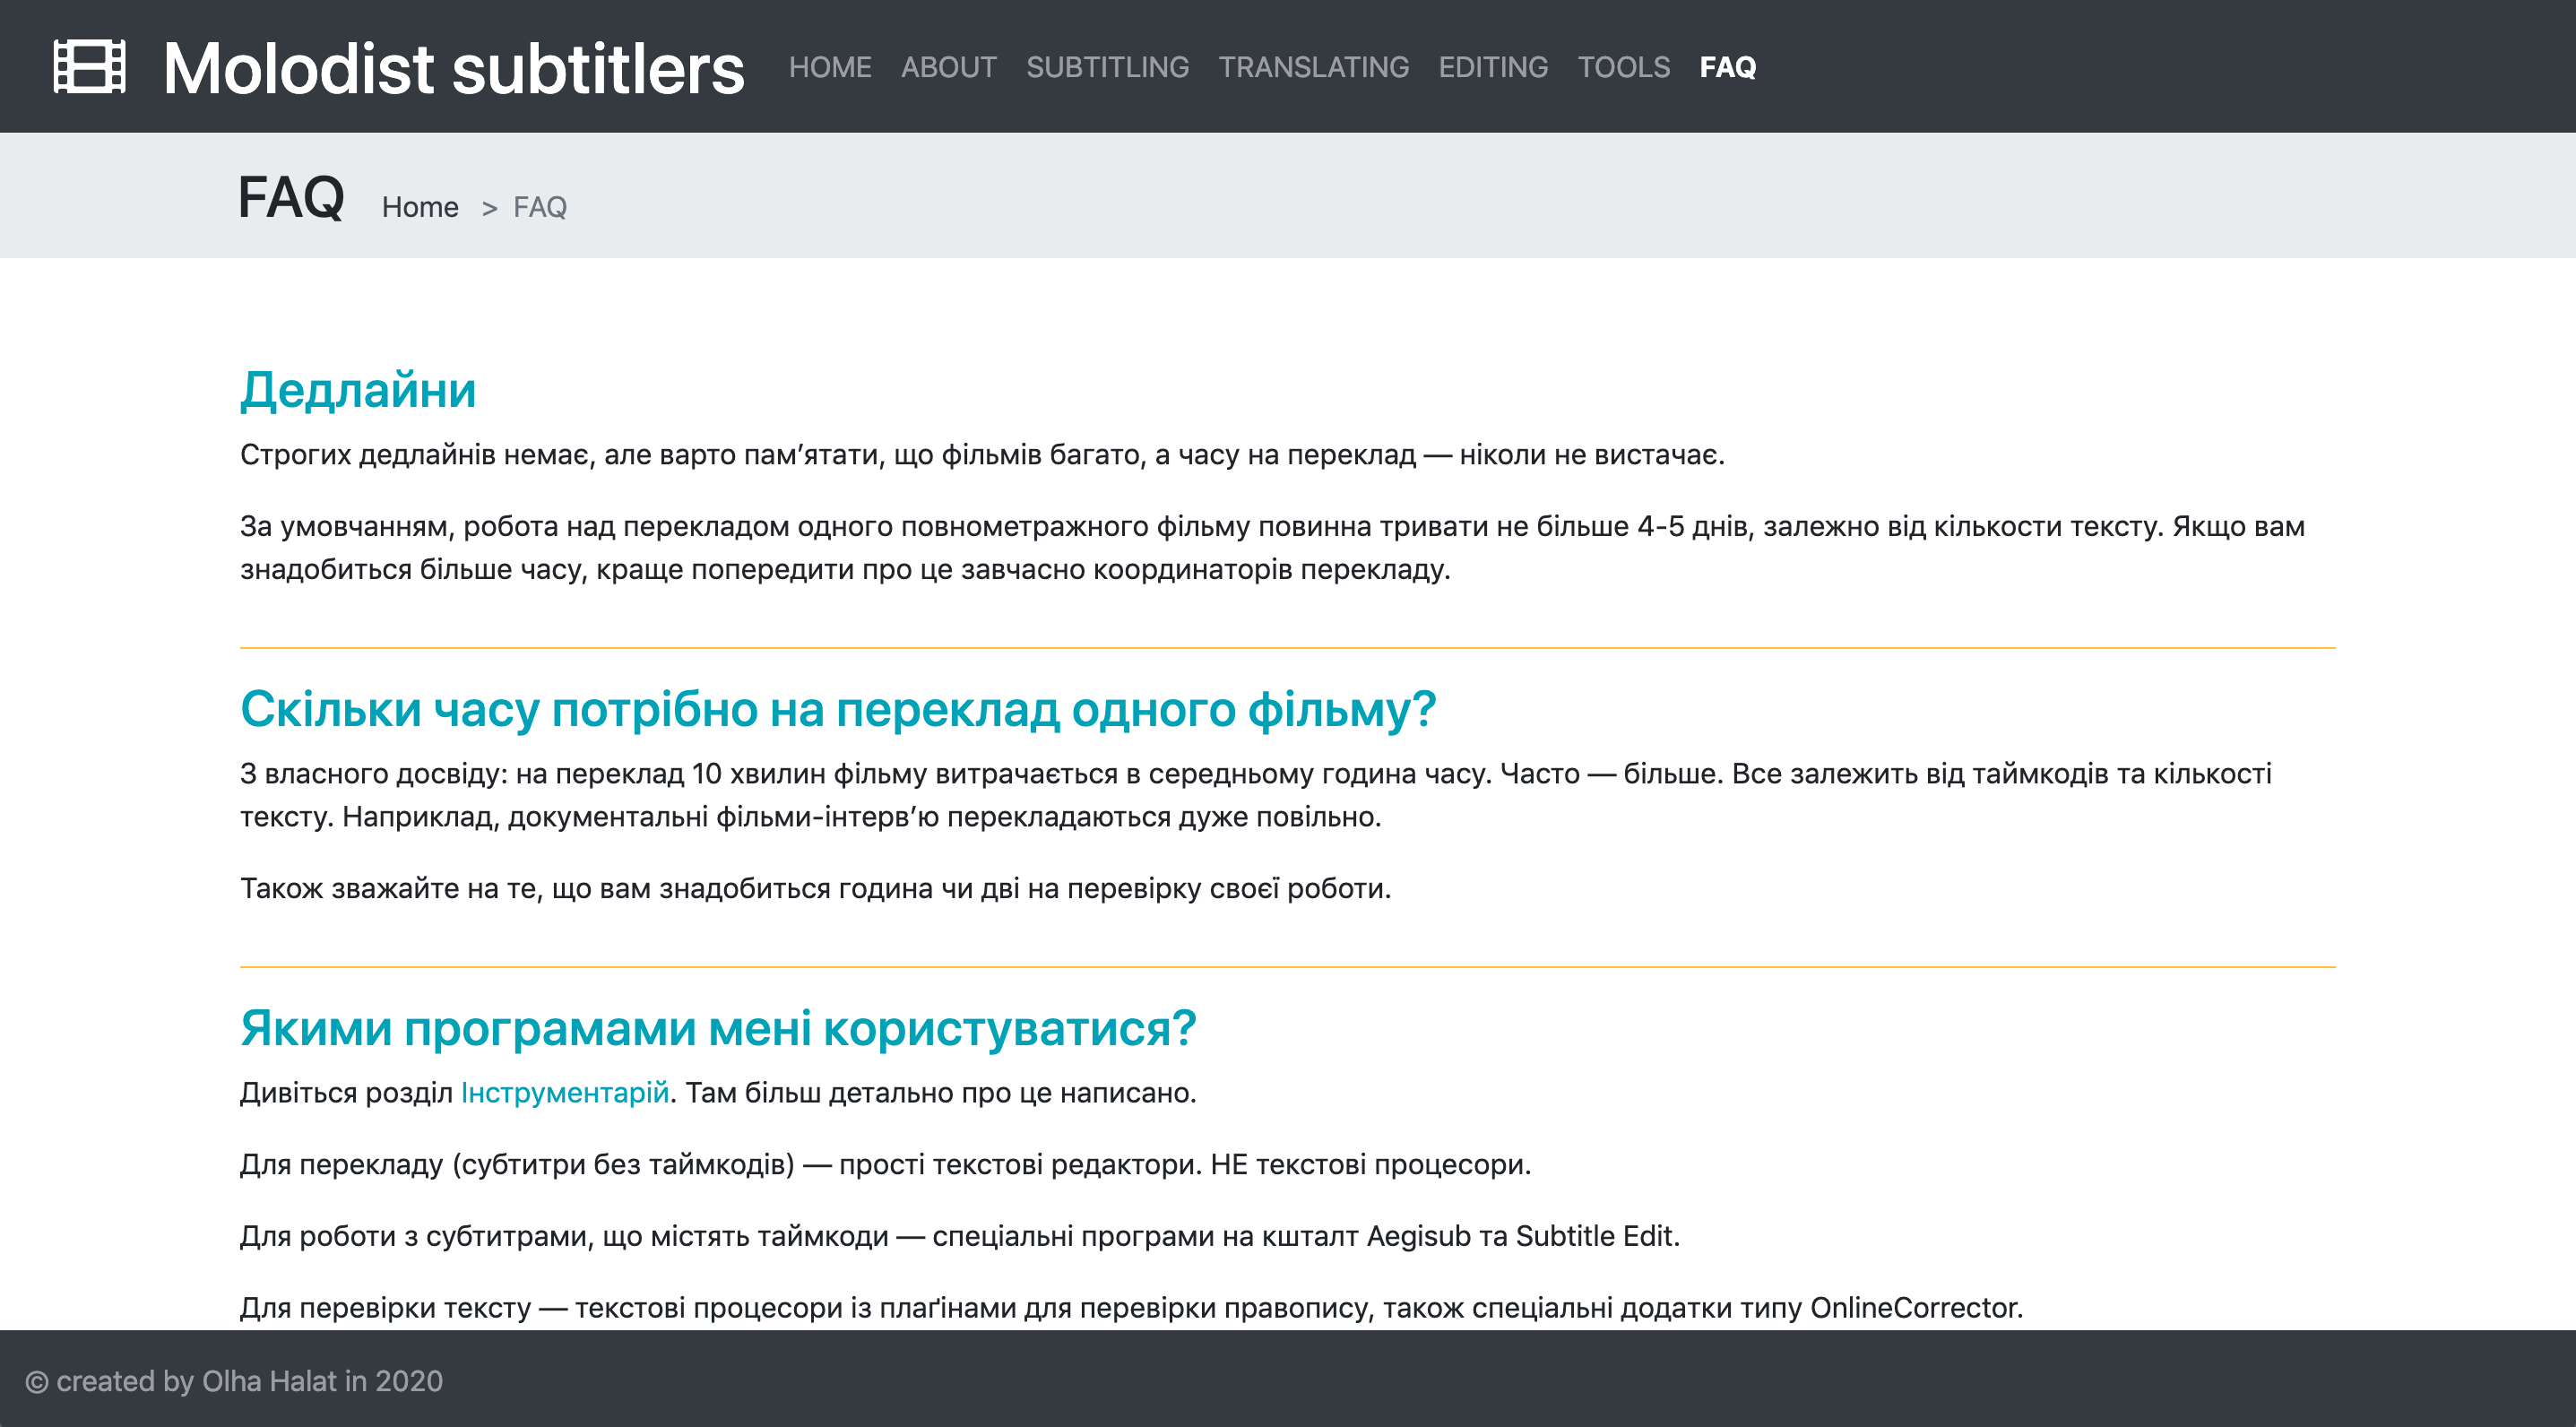 Molodist subtitlers HOME ABOUT SUBTITLING TRANSLATING EDITING TOOLS FAQ
FAQ Home > FAQ
Дедлайни
Строгих дедлайнів немає, але варто пам’ятати, що фільмів багато, а часу на переклад — ніколи не вистачає.
За умовчанням, робота над перекладом одного повнометражного фільму повинна тривати не більше 4-5 днів, залежно від кількости тексту. Якщо вам
знадобиться більше часу, краще попередити про це завчасно координаторів перекладу.
Скільки часу потрібно на переклад одного фільму?
З власного досвіду: на переклад 10 хвилин фільму витрачається в середньому година часу. Часто — більше. Все залежить від таймкодів та кількості
тексту. Наприклад, документальні фільми-інтерв’ю перекладаються дуже повільно.
Також зважайте на те, що вам знадобиться година чи дві на перевірку своєї роботи.
Якими програмами мені користуватися?
Дивіться розділ Інструментарій. Там більш детально про це написано.
Для перекладу (субтитри без таймкодів) — прості текстові редактори. НЕ текстові процесори.
Для роботи з субтитрами, що містять таймкоди — спеціальні програми на кшталт Aegisub та Subtitle Edit.
Для перевірки тексту — текстові процесори із плаґінами для перевірки правопису, також спеціальні додатки типу OnlineCorrector.
© created by Olha Halat in 2020